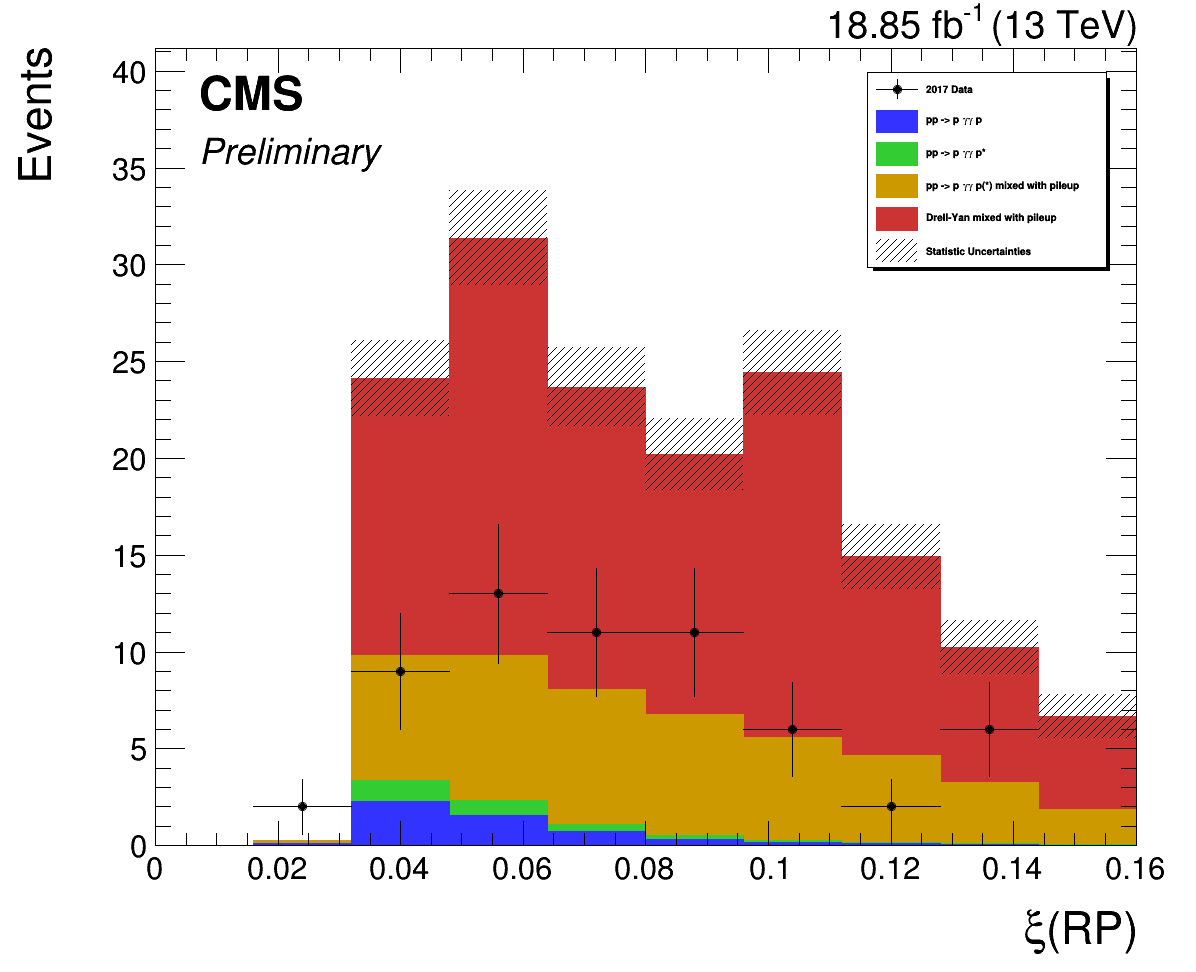 18.85 fb-1 (13 TeV)
Events
CMS
Preliminary
2017 Data
pp -> p γγ p
pp -> p γγ p*
pp -> p γγ p(*) mixed with pileup
Drell-Yan mixed with pileup
Statistic Uncertainties
40
35
30
25
20
15
10
5
0
0 0.02 0.04 0.06 0.08 0.1 0.12 0.14 0.16
ξ(RP)